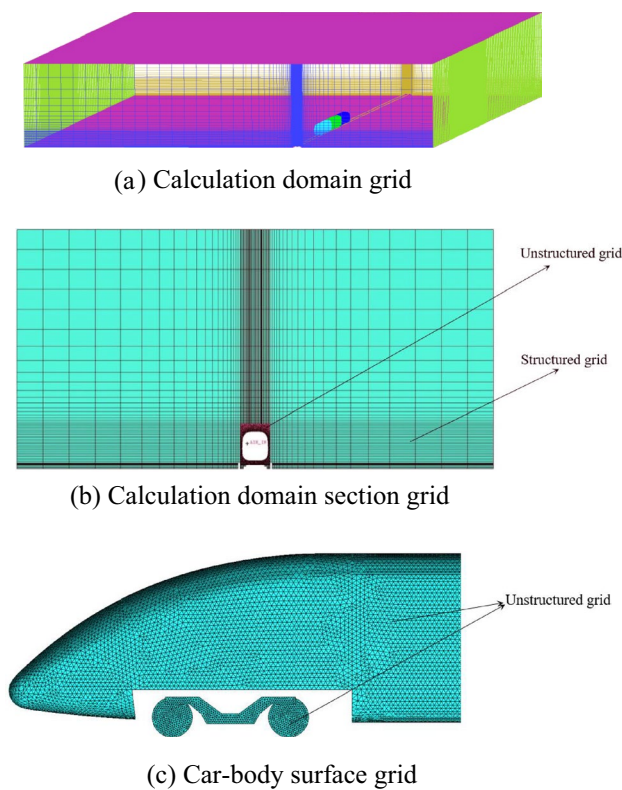 (a) Calculation domain grid
Unstructured grid
Structured grid
(b) Calculation domain section grid
Unstructured grid
(c) Car-body surface grid